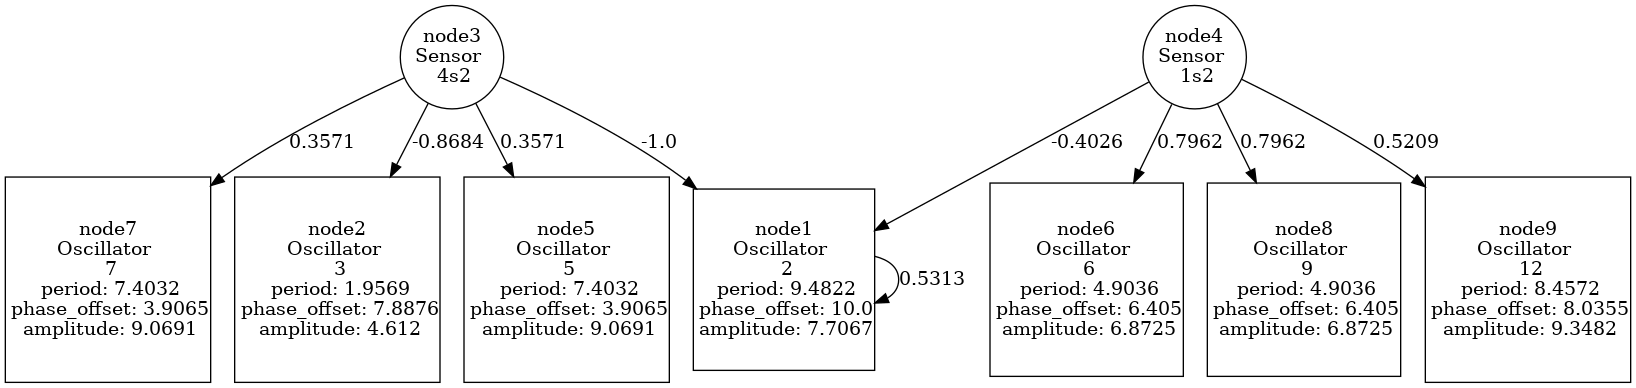 node3
Sensor
4s2
node4
Sensor
1s2
0.3571
-0.8684
0.3571
-1.0
-0.4026
0.7962
0.7962
0.5209
node7
Oscillator
7
period: 7.4032
phase_offset: 3.9065
amplitude: 9.0691
node2
Oscillator
3
period: 1.9569
phase_offset: 7.8876
amplitude: 4.612
node5
Oscillator
5
period: 7.4032
phase_offset: 3.9065
amplitude: 9.0691
node1
Oscillator
2
period: 9.4822
phase_offset: 10.0
amplitude: 7.7067
0.5313
node6
Oscillator
6
period: 4.9036
phase_offset: 6.405
amplitude: 6.8725
node8
Oscillator
9
period: 4.9036
phase_offset: 6.405
amplitude: 6.8725
node9
Oscillator
12
period: 8.4572
phase_offset: 8.0355
amplitude: 9.3482